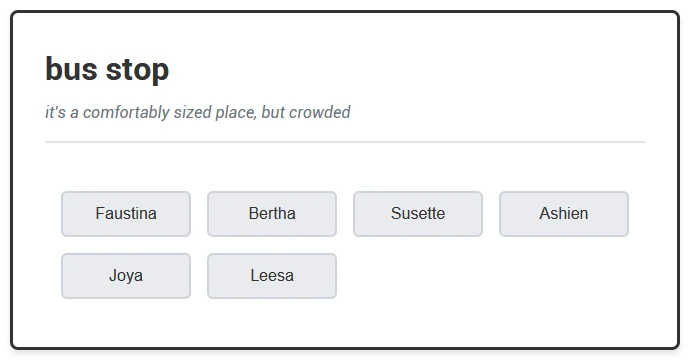 bus stop
it's a comfortably sized place, but crowded
Faustina Bertha Susette Ashien
Joya Leesa